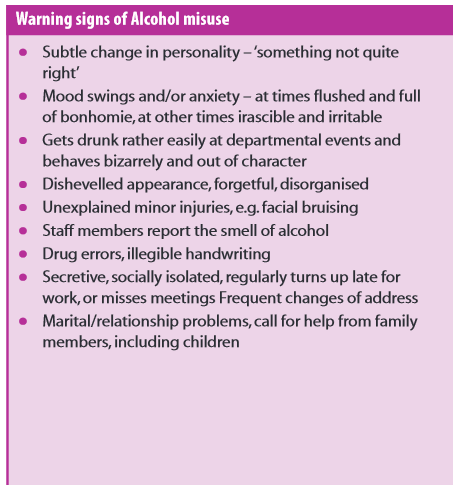 Warning signs of Alcohol misuse
• Subtle change in personality – ‘something not quite
right’
• Mood swings and/or anxiety – at times flushed and full
of bonhomie, at other times irascible and irritable
• Gets drunk rather easily at departmental events and
behaves bizarrely and out of character
• Dishevelled appearance, forgetful, disorganised
• Unexplained minor injuries, e.g. facial bruising
• Staff members report the smell of alcohol
• Drug errors, illegible handwriting
• Secretive, socially isolated, regularly turns up late for
work, or misses meetings Frequent changes of address
• Marital/relationship problems, call for help from family
members, including children